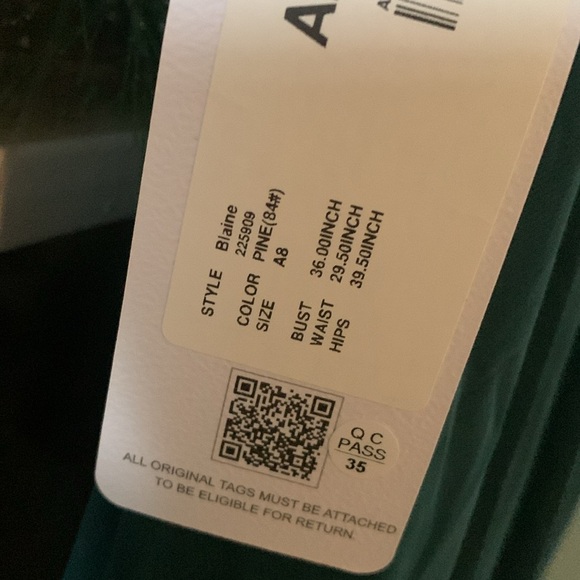 A
A
STYLE Blaine
225909
COLOR PINE(84#)
SIZE A8
BUST 36.00INCH
WAIST 29.50INCH
HIPS 39.50INCH
Q C
PASS
35
ALL ORIGINAL TAGS MUST BE ATTACHED
TO BE ELIGIBLE FOR RETURN.